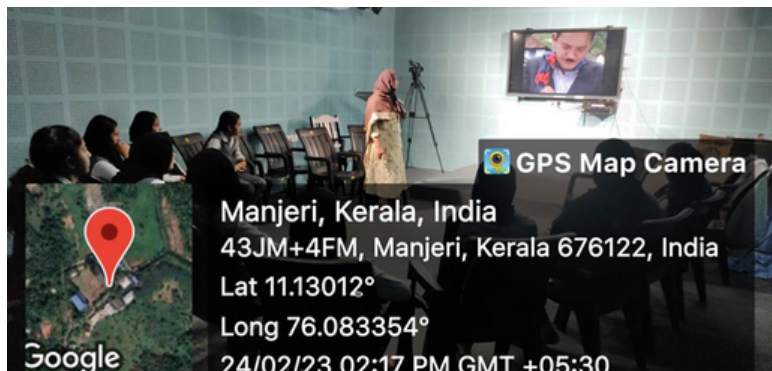 GPS Map Camera
Manjeri, Kerala, India
43JM+4FM, Manjeri, Kerala 676122, India
Lat 11.13012°
Long 76.083354°
24/02/23 02:17 PM GMT +05:30
Google